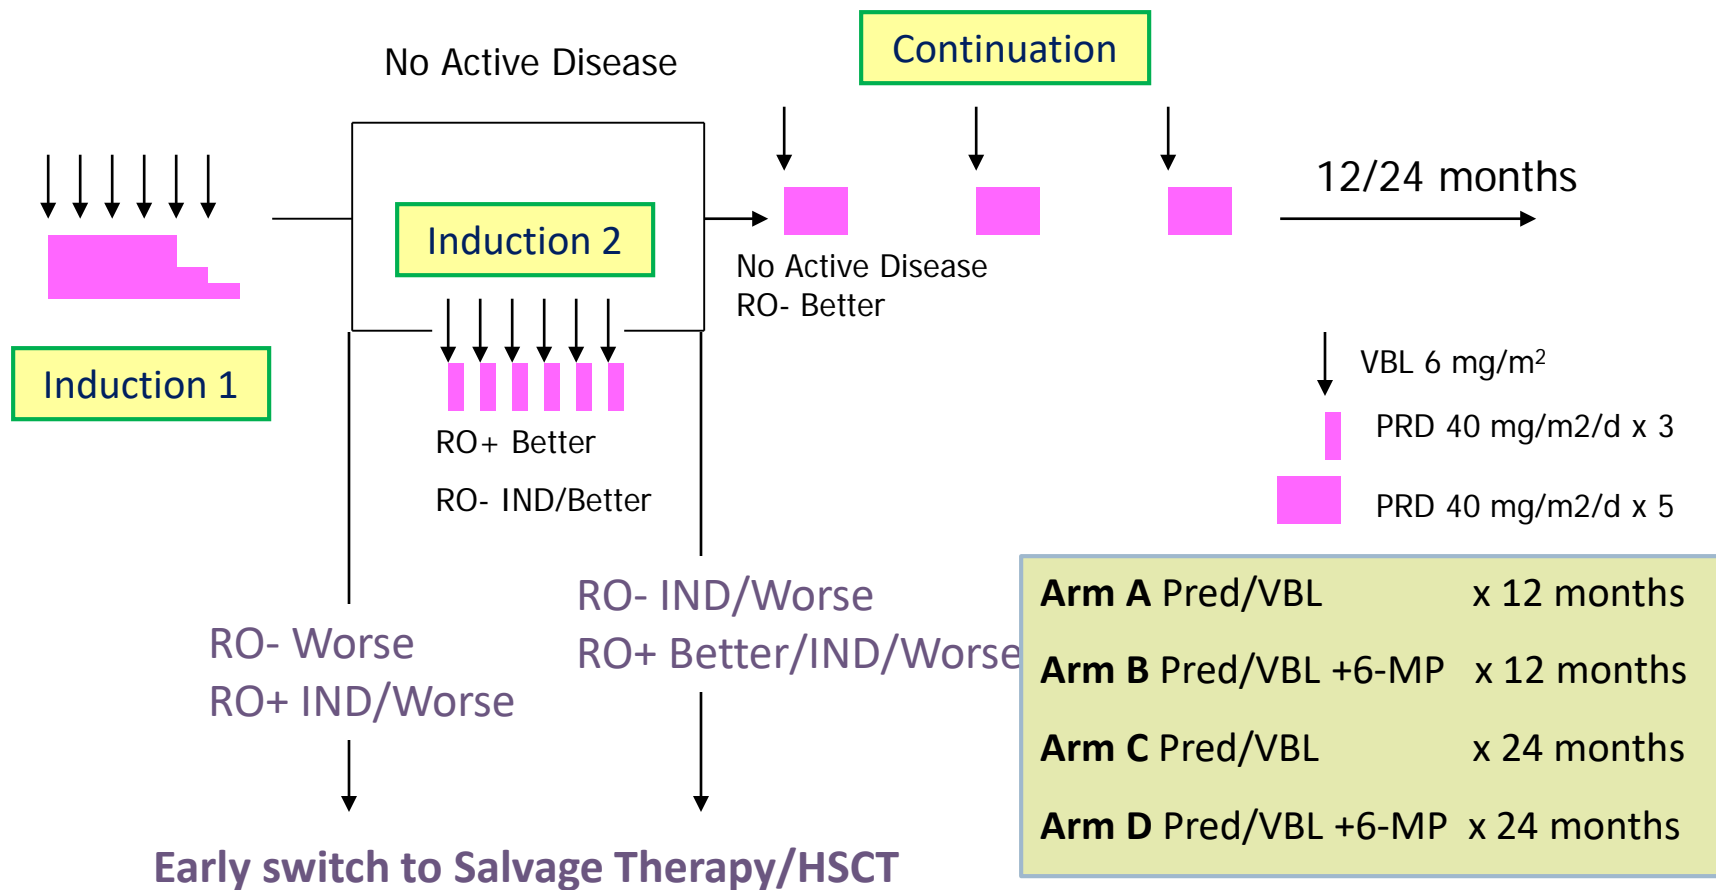 No Active Disease
Continuation
12/24 months
Induction 2
No Active Disease
RO- Better
Induction 1
RO+ Better
RO- IND/Better
VBL 6 mg/m²
PRD 40 mg/m2/d x 3
PRD 40 mg/m2/d x 5
RO- Worse
RO+ IND/Worse
RO- IND/Worse
RO+ Better/IND/Worse
Arm A Pred/VBL x 12 months
Arm B Pred/VBL +6-MP x 12 months
Arm C Pred/VBL x 24 months
Arm D Pred/VBL +6-MP x 24 months
Early switch to Salvage Therapy/HSCT